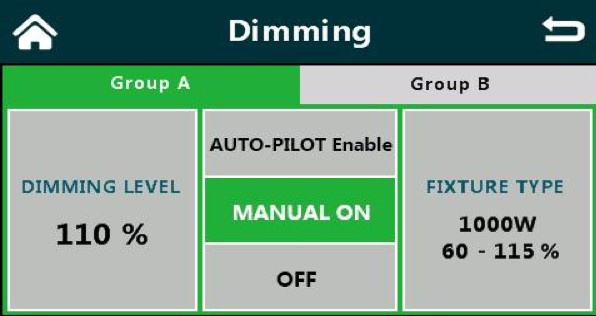 Dimming
Group A
Group B
DIMMING LEVEL
110 %
AUTO-PILOT Enable
MANUAL ON
OFF
FIXTURE TYPE
1000W
60 - 115 %